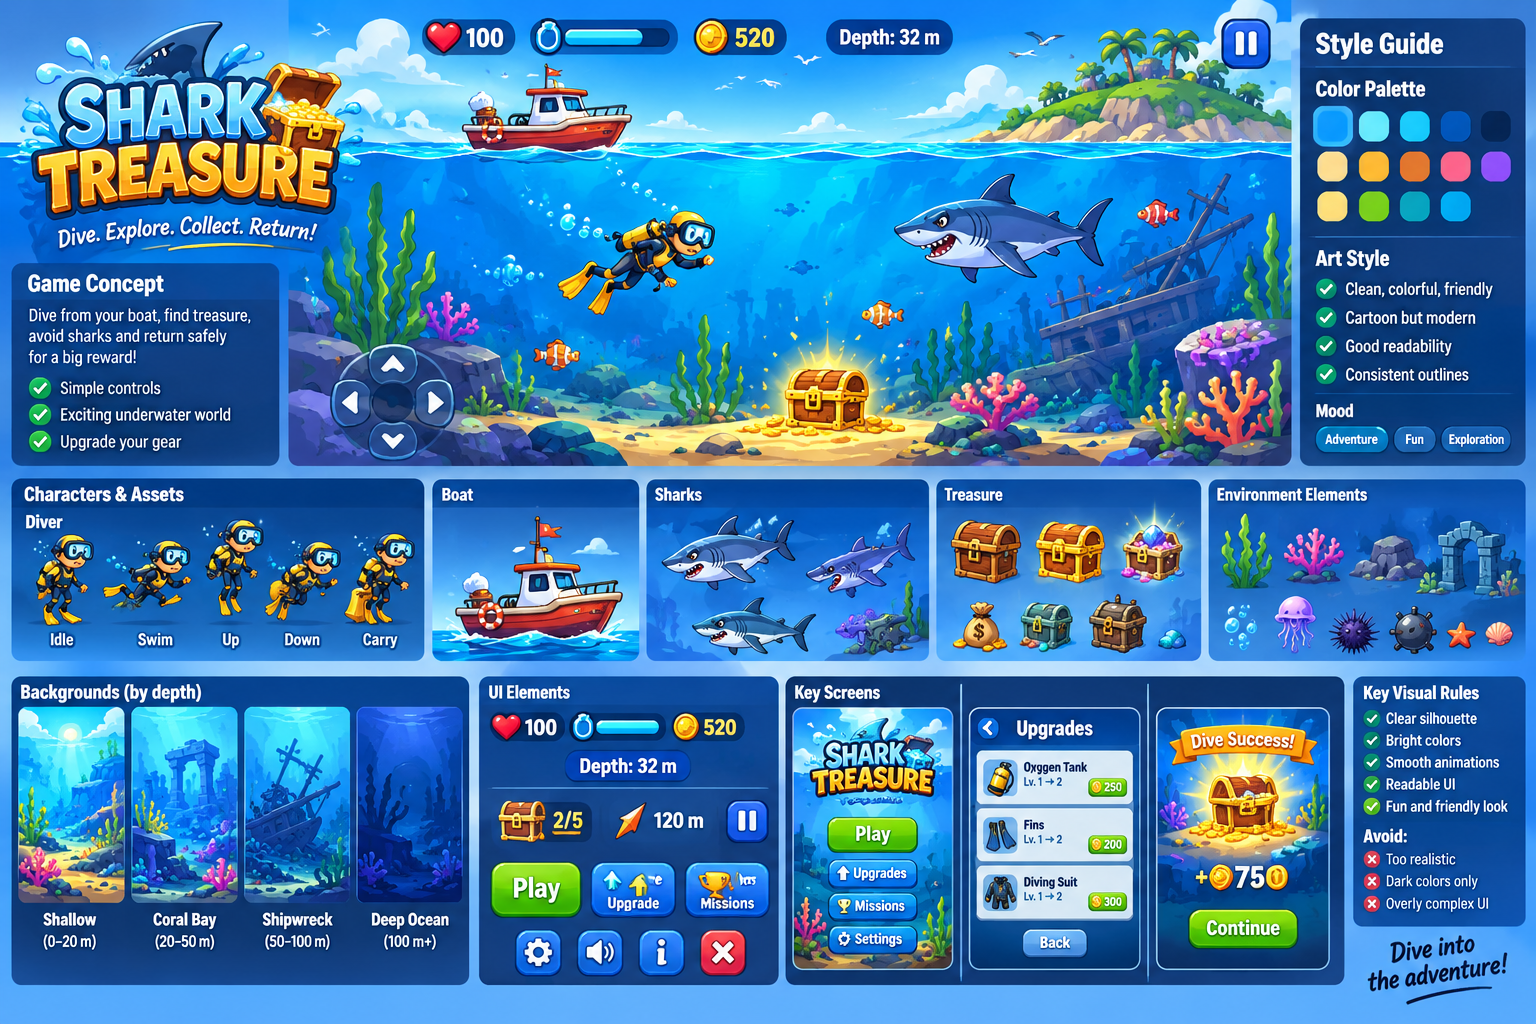 SHARK
TREASURE
Dive. Explore. Collect. Return!
100
520
Depth: 32 m
Game Concept
Dive from your boat, find treasure,
avoid sharks and return safely
for a big reward!
Simple controls
Exciting underwater world
Upgrade your gear
Style Guide
Color Palette
Art Style
Clean, colorful, friendly
Cartoon but modern
Good readability
Consistent outlines
Mood
Adventure
Fun
Exploration
Characters & Assets
Diver
Idle
Swim
Up
Down
Carry
Boat
Sharks
Treasure
$
Environment Elements
Backgrounds (by depth)
Shallow
(0–20 m)
Coral Bay
(20–50 m)
Shipwreck
(50–100 m)
Deep Ocean
(100 m+)
UI Elements
100
520
Depth: 32 m
2/5
120 m
Play
Upgrade
Missions
i
Key Screens
SHARK
TREASURE
Play
Upgrades
Missions
Settings
Upgrades
Oxggen Tank
Lv. 1 → 2
250
Fins
Lv. 1 → 2
200
Diving Suit
Lv. 1 → 2
300
Back
Dive Success!
+750
Continue
Key Visual Rules
Clear silhouette
Bright colors
Smooth animations
Readable UI
Fun and friendly look
Avoid:
Too realistic
Dark colors only
Overly complex UI
Dive into
the adventure!